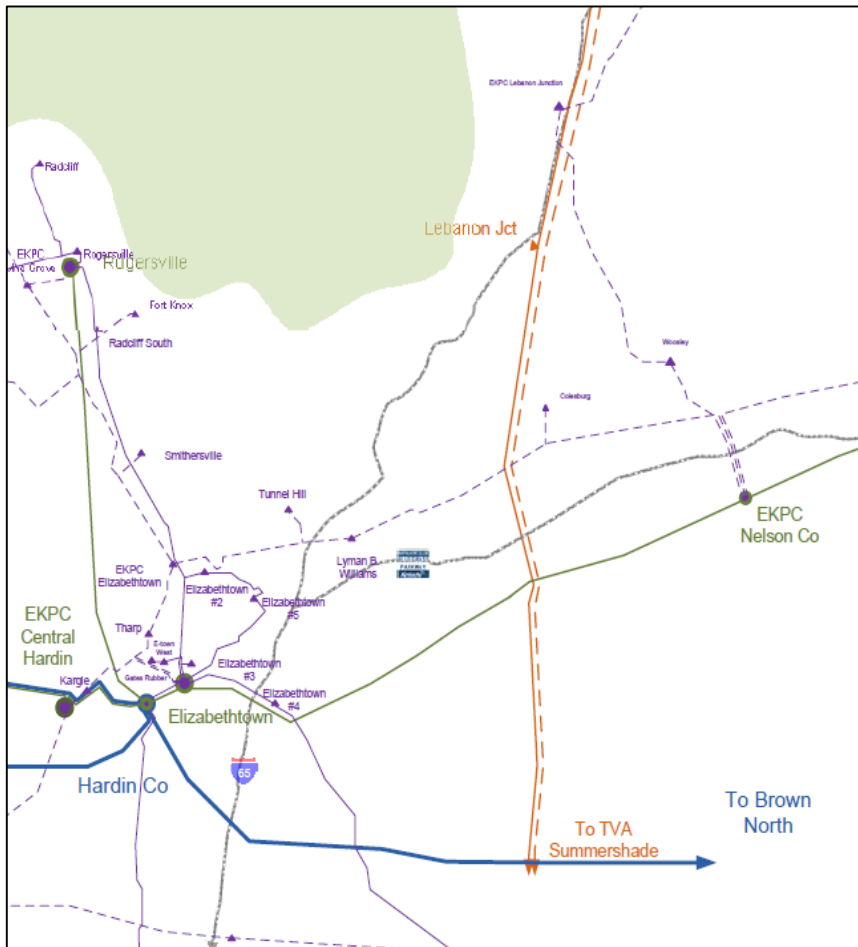 EKPC Lebanon Junction
Radcliff
Lebanon Jct
EKPC
Rogersville
Rogersville
Grove
Fort Knox
Radcliff South
Woosley
Colesburg
Smithersville
Tunnel Hill
EKPC
Nelson Co
EKPC
Elizabethtown
Lyman B.
Williams
PARKWAY
Elizabethtown
#2
Elizabethtown
#5
EKPC
Central
Hardin
Tharp
E-town
West
Gates Rubber
Elizabethtown
#3
Kargle
Elizabethtown
#4
Elizabethtown
65
Hardin Co
To Brown
North
To TVA
Summershade